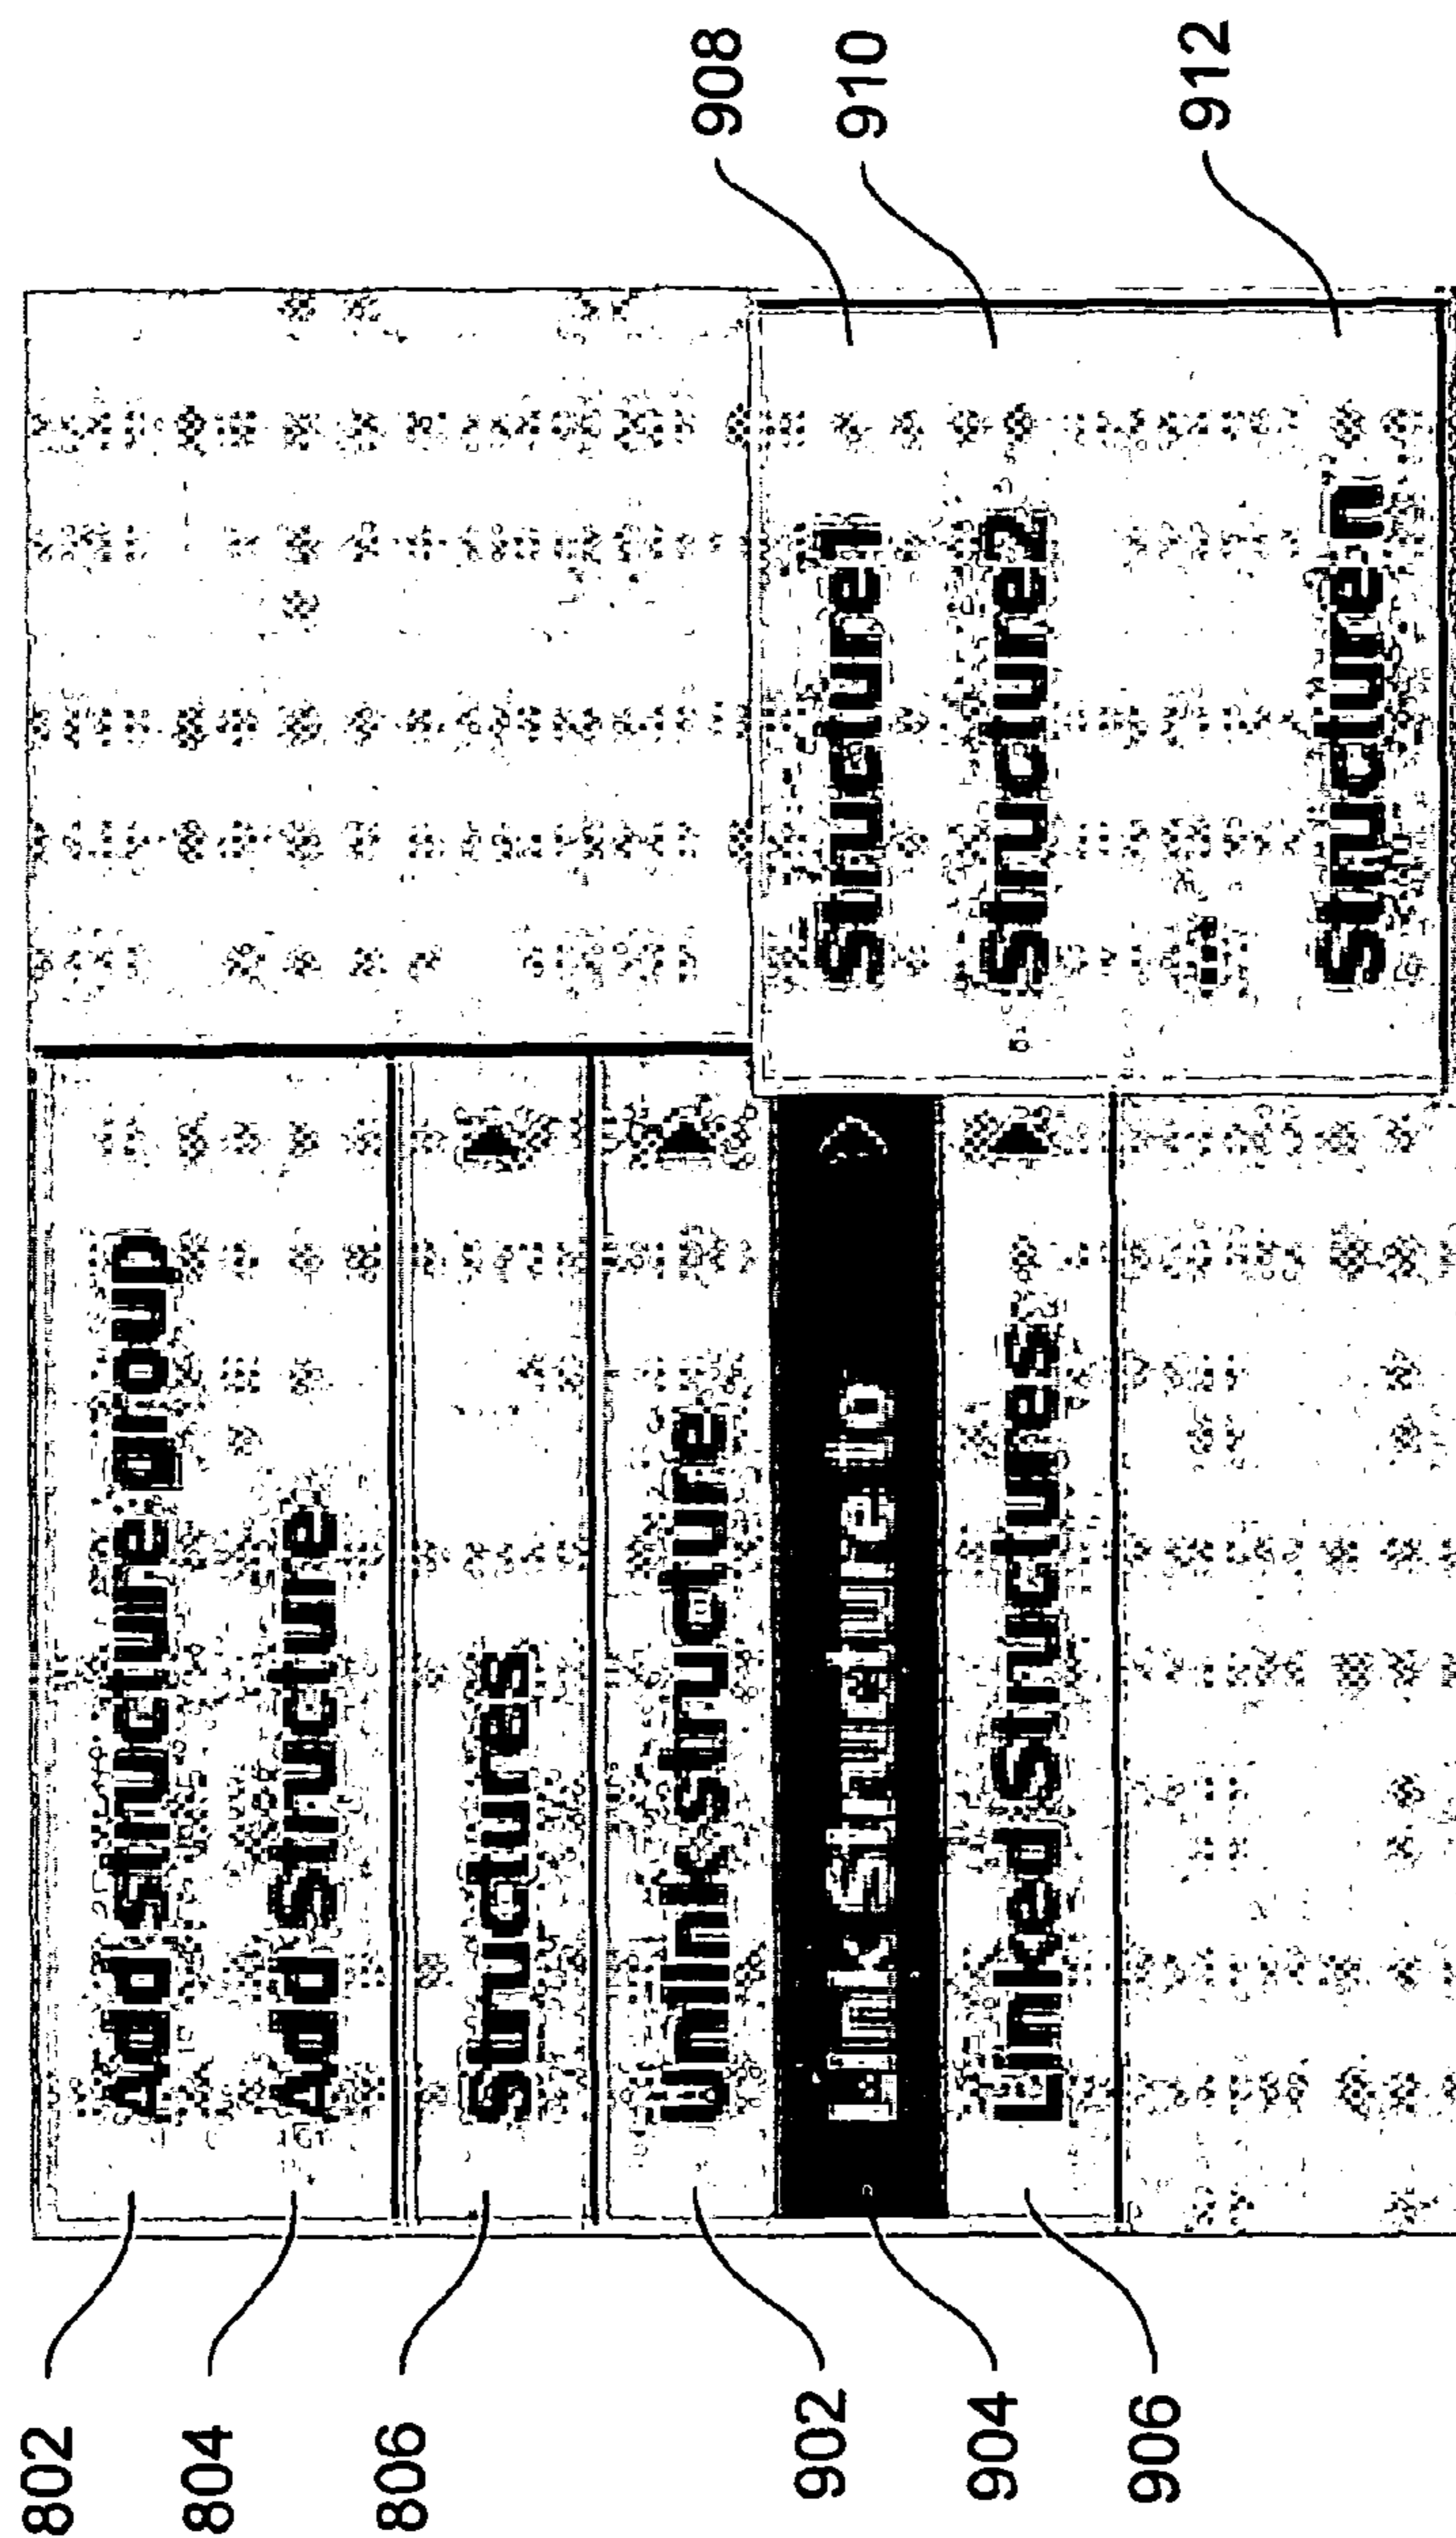 802
Add structure group
804
Add structure
806
Structures
902
Unlink structure
904
Link structure to
906
Linked Structures
Structure1
908
Structure2
910
...
Structure n
912